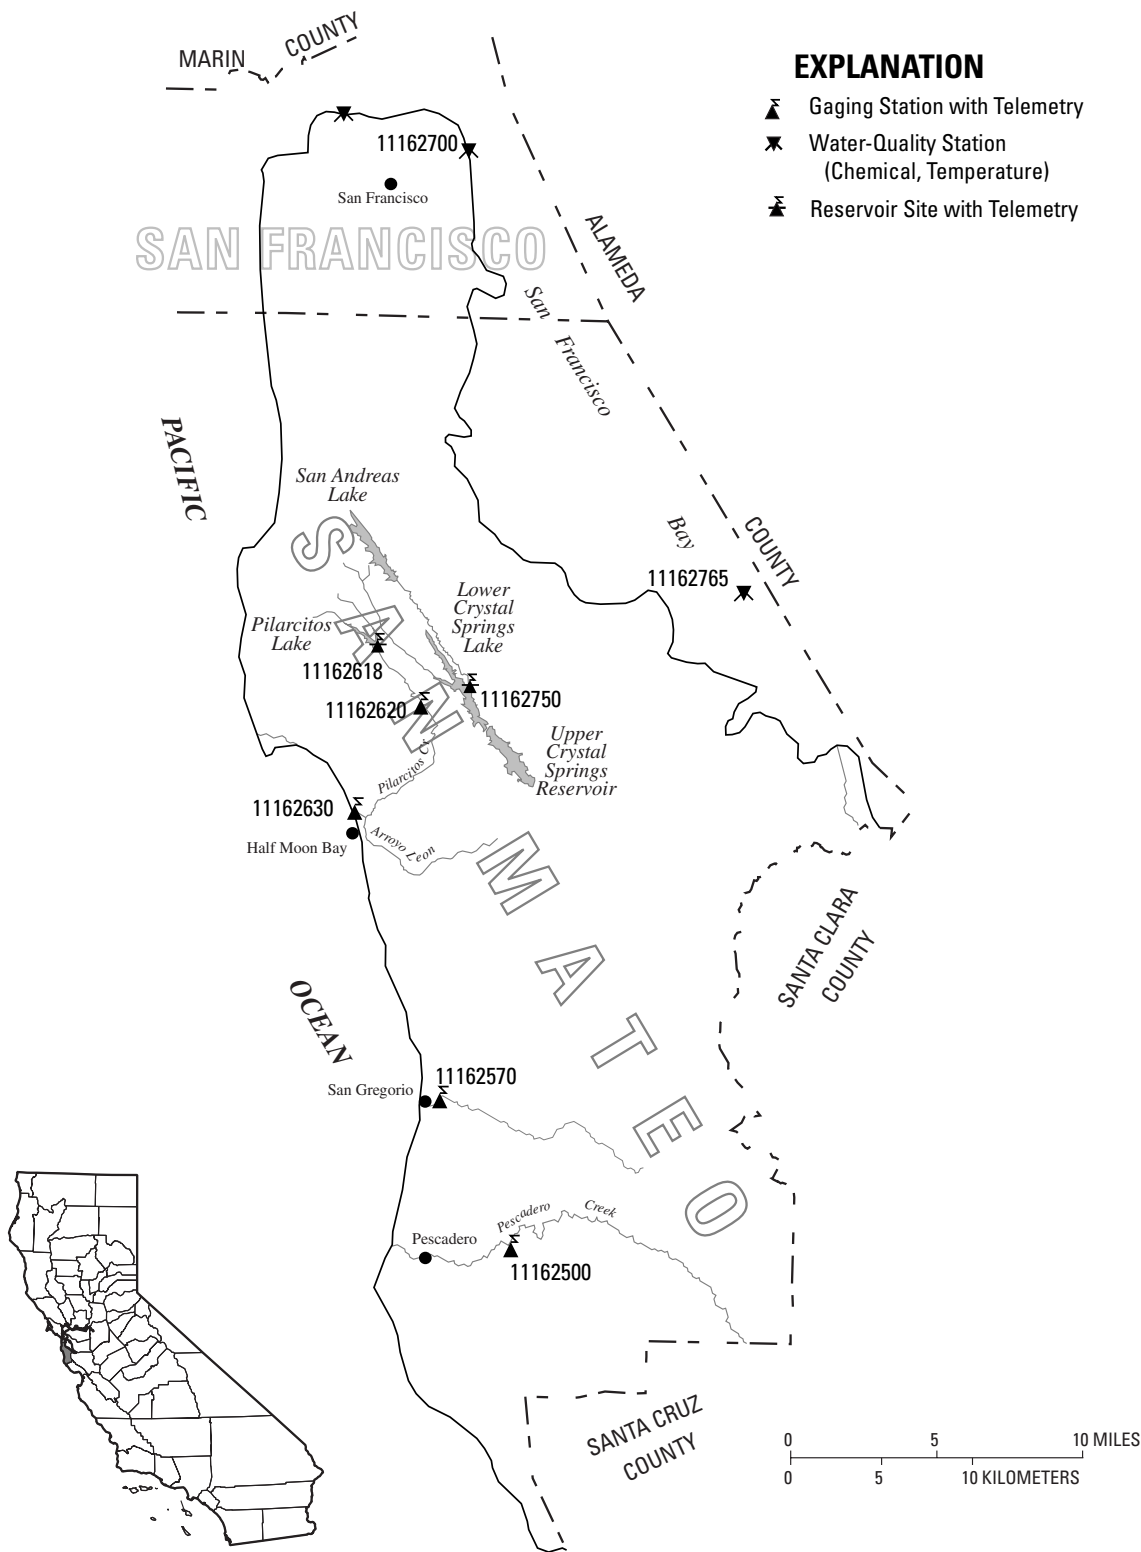 MARIN COUNTY
EXPLANATION
Gaging Station with Telemetry
Water-Quality Station
(Chemical, Temperature)
Reservoir Site with Telemetry
11162700
San Francisco
SAN FRANCISCO
ALAMEDA
COUNTY
San
Francisco
Bay
PACIFIC
OCEAN
San Andreas
Lake
SAN
MATEO
11162765
Lower
Crystal
Springs
Lake
Pilarcitos
Lake
11162618
11162750
11162620
Upper
Crystal
Springs
Reservoir
Pilarcitos Cr.
11162630
Half Moon Bay
Arroyo Leon
SANTA CLARA
COUNTY
11162570
San Gregorio
Pescadero Creek
Pescadero
11162500
SANTA CRUZ
COUNTY
0 5 10 MILES
0 5 10 KILOMETERS